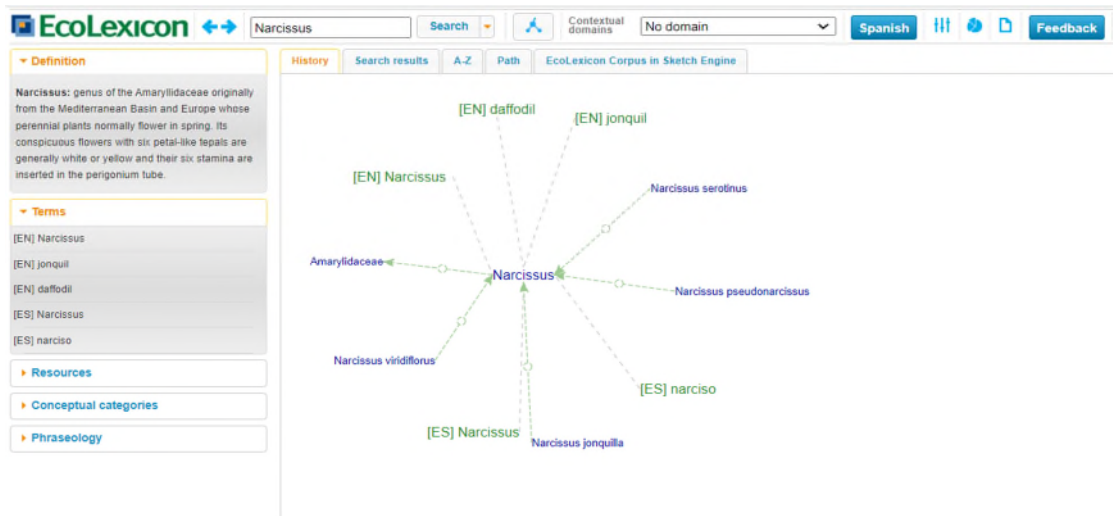 EcoLexicon
Narcissus
Search
Contextual domains
No domain
Spanish
Feedback
Definition
Narcissus: genus of the Amaryllidaceae originally
from the Mediterranean Basin and Europe whose
perennial plants normally flower in spring. Its
conspicuous flowers with six petal-like tepals are
generally white or yellow and their six stamina are
inserted in the perigonium tube.
Terms
[EN] Narcissus
[EN] jonquil
[EN] daffodil
[ES] Narcissus
[ES] narciso
Resources
Conceptual categories
Phraseology
History
Search results
A-Z
Path
EcoLexicon Corpus in Sketch Engine
[EN] daffodil
[EN] jonquil
[EN] Narcissus
Narcissus serotinus
Amarylidaceae
Narcissus
Narcissus pseudonarcissus
Narcissus viridiflorus
[ES] narciso
[ES] Narcissus
Narcissus jonquilla